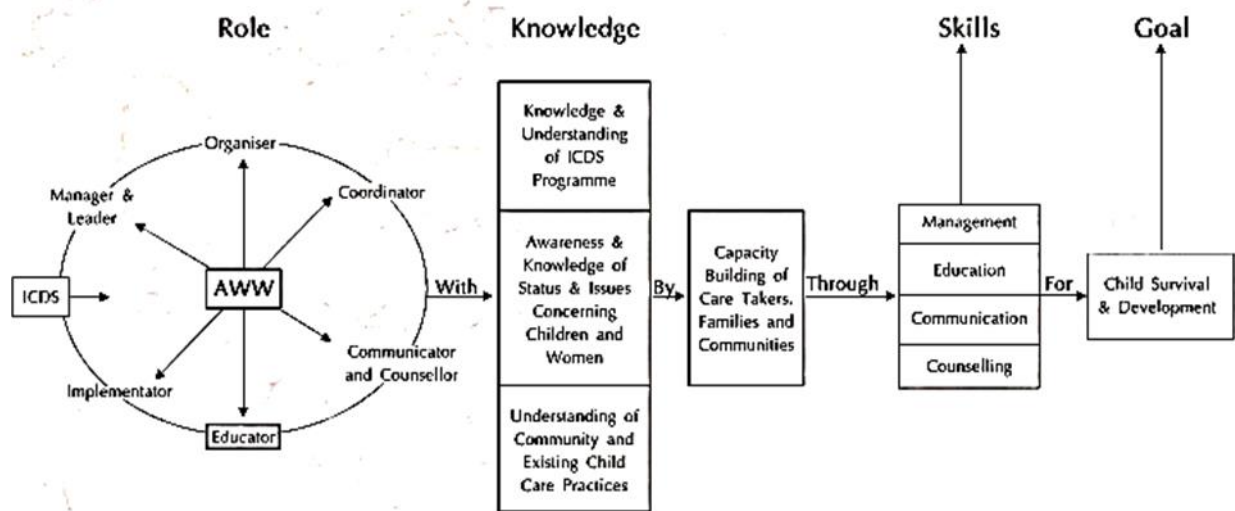 Role
Knowledge
Skills
Goal
Organiser
Manager &
Leader
Coordinator
ICDS
AWW
Implementator
Educator
Communicator
and Counsellor
With
Knowledge &
Understanding
of ICDS
Programme
Awareness &
Knowledge of
Status & Issues
Concerning
Children and
Women
Understanding of
Community and
Existing Child
Care Practices
By
Capacity
Building of
Care Takers.
Families and
Communities
Through
Management
Education
Communication
Counselling
For
Child Survival
& Development